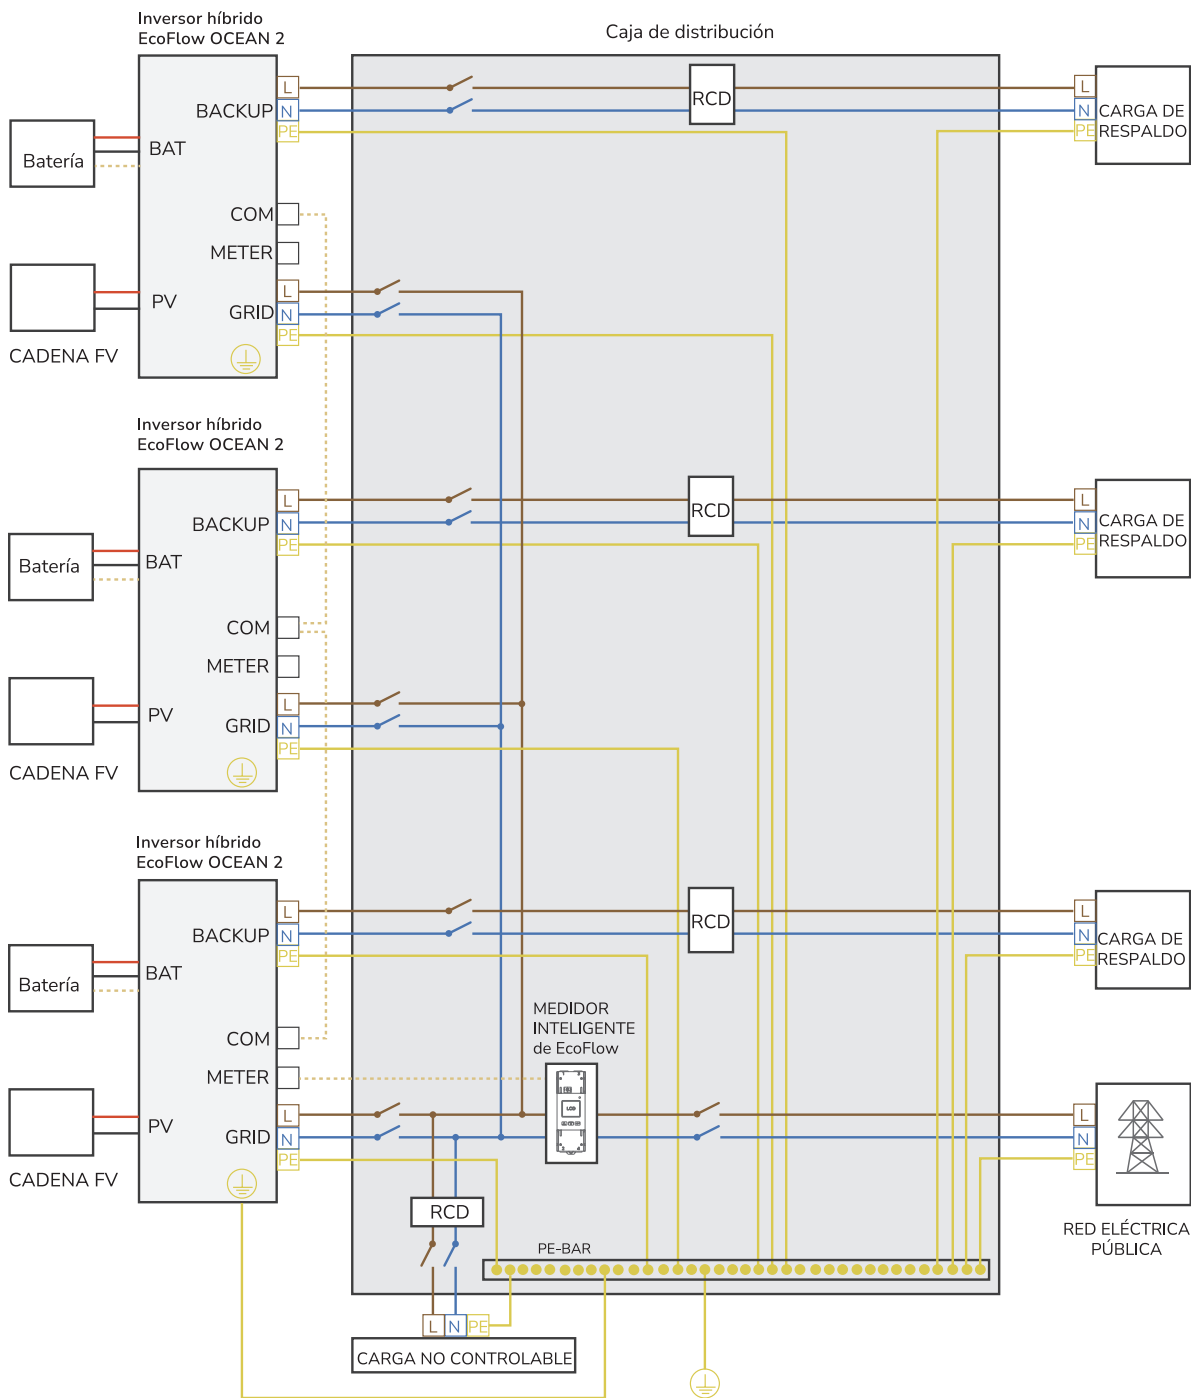 Inversor híbrido
EcoFlow OCEAN 2
Caja de distribución
L
BACKUP
N
PE
RCD
L
N
PE
CARGA DE
RESPALDO
Batería
BAT
COM
METER
L
PV
GRID
N
PE
CADENA FV
Inversor híbrido
EcoFlow OCEAN 2
L
BACKUP
N
PE
RCD
L
N
PE
CARGA DE
RESPALDO
Batería
BAT
COM
METER
L
PV
GRID
N
PE
CADENA FV
Inversor híbrido
EcoFlow OCEAN 2
L
BACKUP
N
PE
RCD
L
N
PE
CARGA DE
RESPALDO
Batería
BAT
MEDIDOR
INTELIGENTE
de EcoFlow
COM
METER
LCD
L
PV
GRID
N
PE
L
N
PE
CADENA FV
RCD
RED ELÉCTRICA
PÚBLICA
PE-BAR
L
N
PE
CARGA NO CONTROLABLE